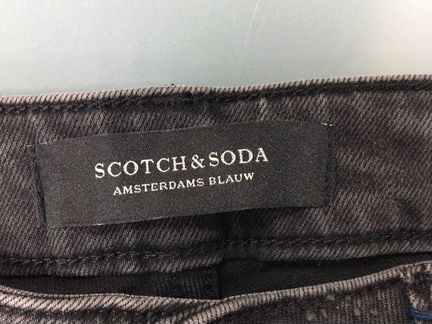 SCOTCH & SODA
AMSTERDAMS BLAUW